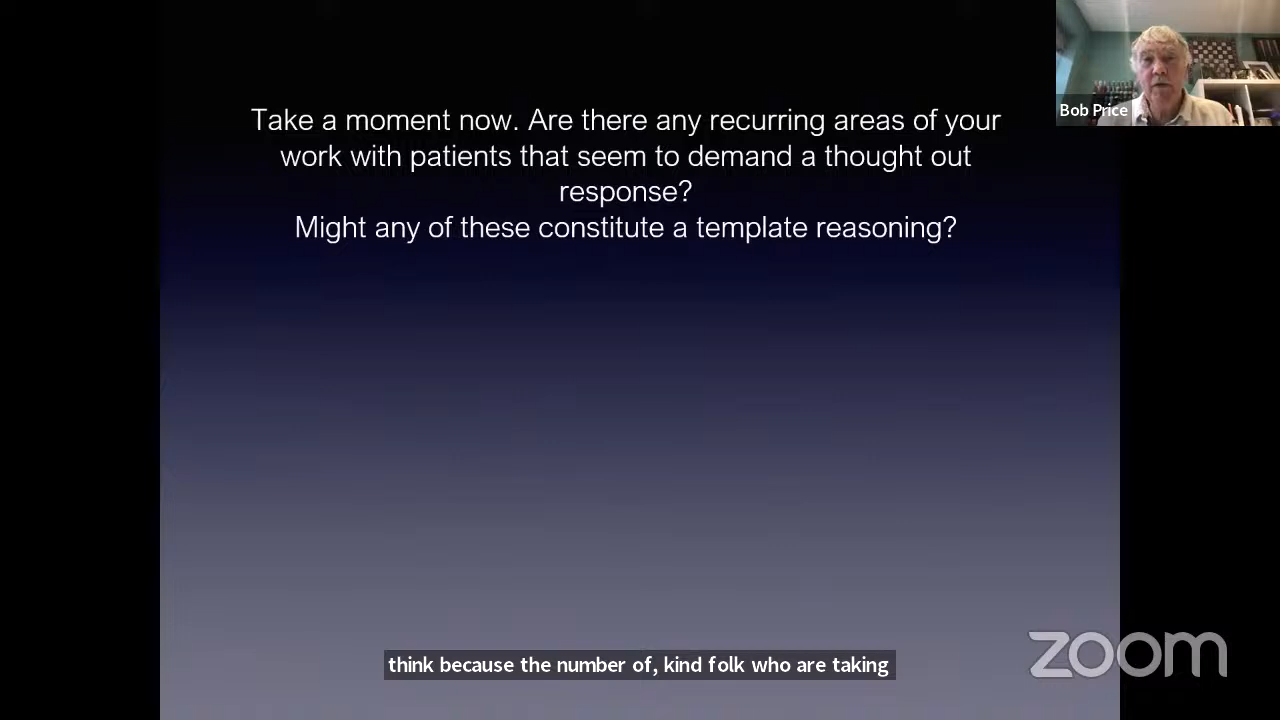 Take a moment now. Are there any recurring areas of your
work with patients that seem to demand a thought out
response?
Might any of these constitute a template reasoning?
Bob Price
think because the number of, kind folk who are taking
zoom